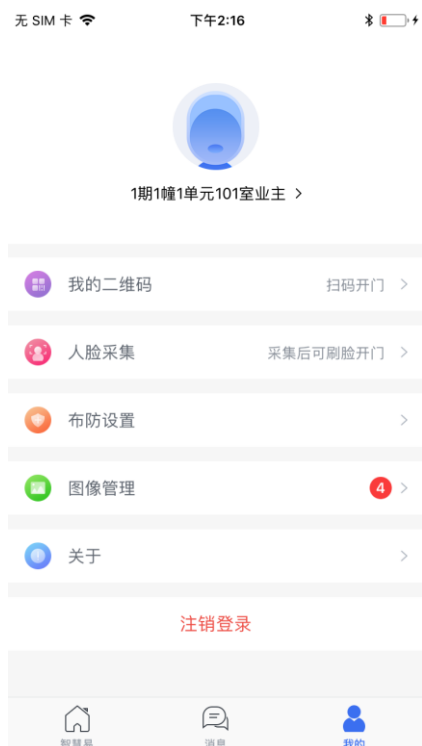 无 SIM 卡 下午2:16
1期1幢1单元101室业主
我的二维码 扫码开门
人脸采集 采集后可刷脸开门
布防设置
图像管理 4
关于
注销登录
智慧易 消息 我的